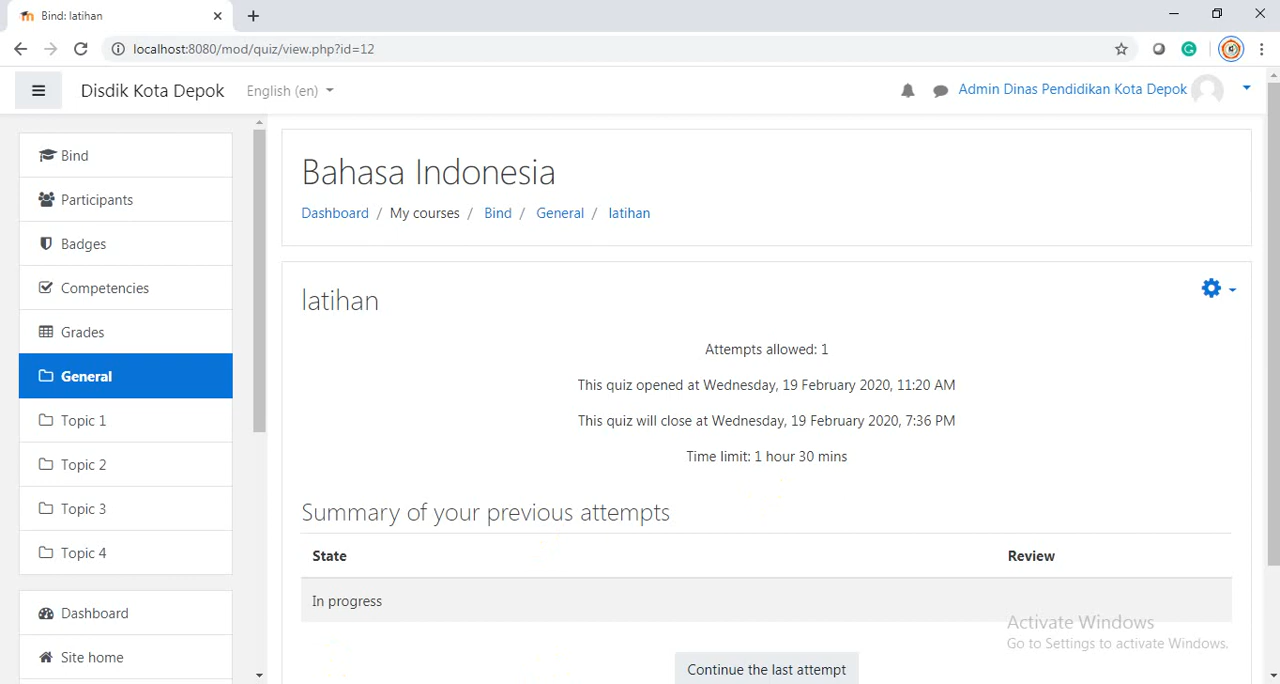 Bind: latihan
localhost:8080/mod/quiz/view.php?id=12
Disdik Kota Depok
English (en)
Admin Dinas Pendidikan Kota Depok
Bind
Participants
Badges
Competencies
Grades
General
Topic 1
Topic 2
Topic 3
Topic 4
Dashboard
Site home
Bahasa Indonesia
Dashboard / My courses / Bind / General / latihan
latihan
Attempts allowed: 1
This quiz opened at Wednesday, 19 February 2020, 11:20 AM
This quiz will close at Wednesday, 19 February 2020, 7:36 PM
Time limit: 1 hour 30 mins
Summary of your previous attempts
State Review
In progress
Continue the last attempt
Activate Windows
Go to Settings to activate Windows.